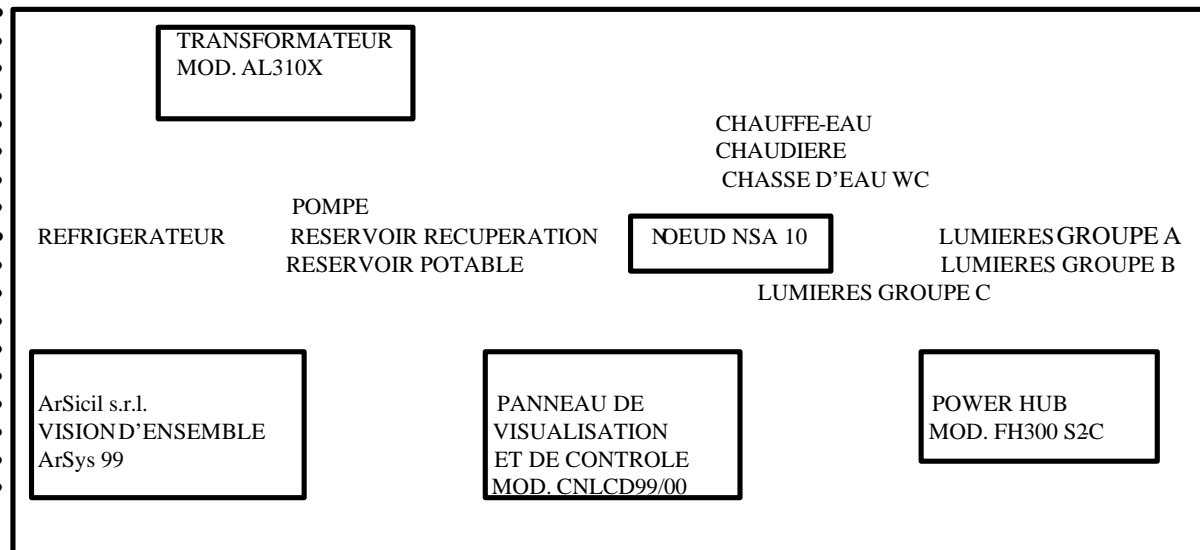 TRANSFORMATEUR
MOD. AL310X
CHAUFFE-EAU
CHAUDIERE
CHASSE D’EAU WC
POMPE
REFRIGERATEUR
RESERVOIR RECUPERATION
RESERVOIR POTABLE
NOEUD NSA 10
LUMIERES GROUPE A
LUMIERES GROUPE B
LUMIERES GROUPE C
ArSicil s.r.l.
VISION D’ENSEMBLE
ArSys 99
PANNEAU DE
VISUALISATION
ET DE CONTROLE
MOD. CNLCD99/00
POWER HUB
MOD. FH300 S2-C